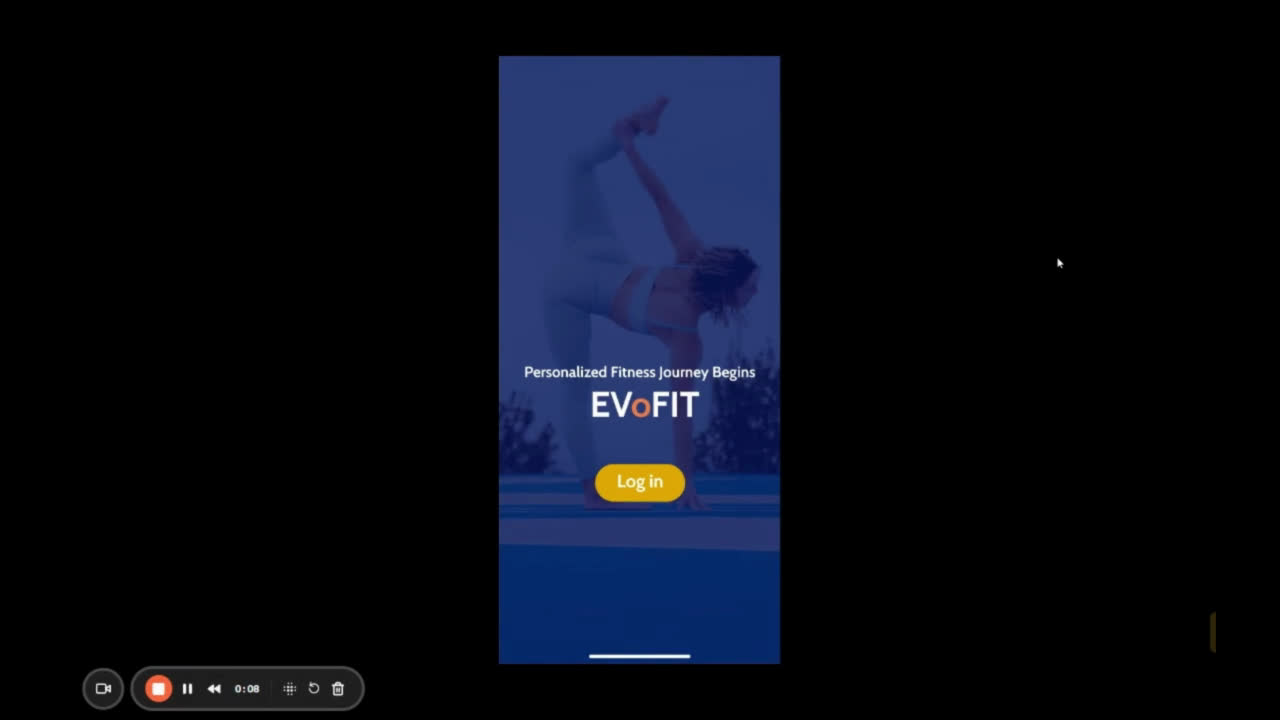 Personalized Fitness Journey Begins
EVoFIT
Log in
0:08